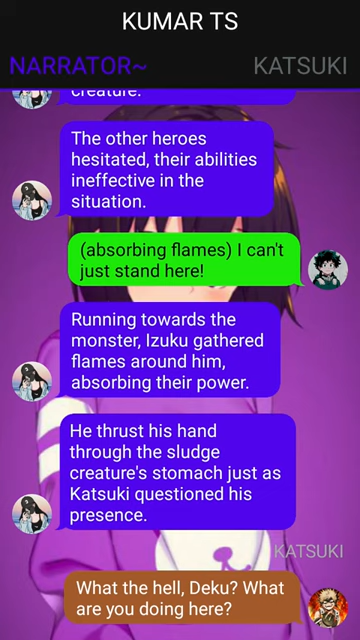 KUMAR TS
NARRATOR~
KATSUKI
creature.
The other heroes
hesitated, their abilities
ineffective in the
situation.
(absorbing flames) I can't
just stand here!
Running towards the
monster, Izuku gathered
flames around him,
absorbing their power.
He thrust his hand
through the sludge
creature's stomach just as
Katsuki questioned his
presence.
KATSUKI
What the hell, Deku? What
are you doing here?